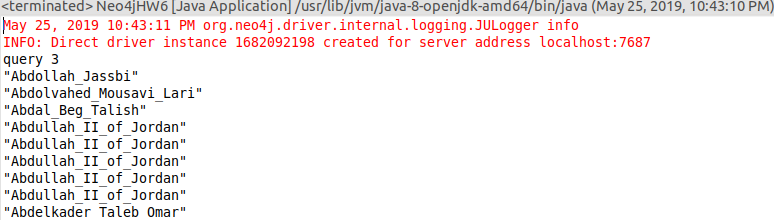 <terminated> Neo4jHW6 [Java Application] /usr/lib/jvm/java-8-openjdk-amd64/bin/java (May 25, 2019, 10:43:10 PM)
May 25, 2019 10:43:11 PM org.neo4j.driver.internal.logging.JULogger info
INFO: Direct driver instance 1682092198 created for server address localhost:7687
query 3
"Abdollah_Jassbi"
"Abdolvahed_Mousavi_Lari"
"Abdal_Beg_Talish"
"Abdullah_II_of_Jordan"
"Abdullah_II_of_Jordan"
"Abdullah_II_of_Jordan"
"Abdullah_II_of_Jordan"
"Abdullah_II_of_Jordan"
"Abdelkader_Taleb_Omar"